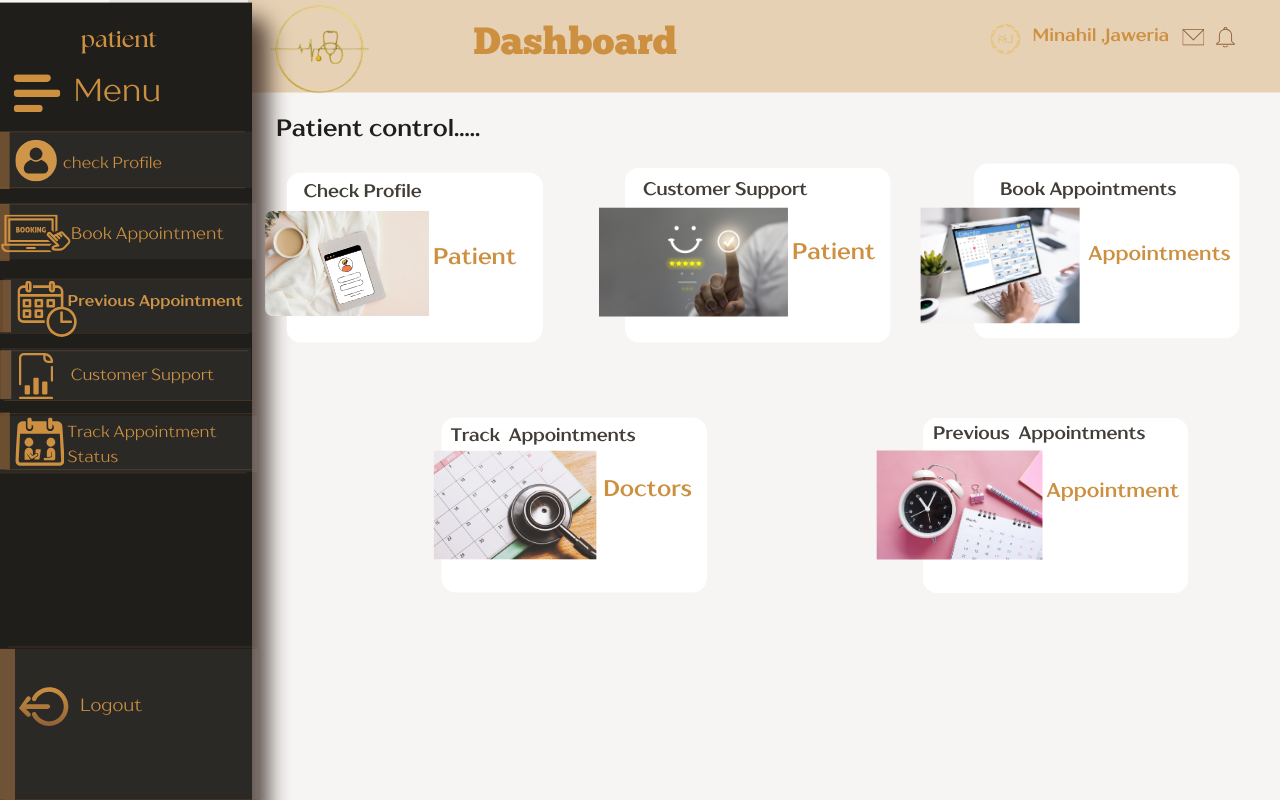 patient
Menu
check Profile
BOOKING
Book Appointment
Previous Appointment
Customer Support
Track Appointment
Status
Logout
Dashboard
Minahil Jaweria
Patient control.....
Check Profile
Patient
Customer Support
Patient
Book Appointments
Appointments
Track Appointments
Doctors
Previous Appointments
Appointment